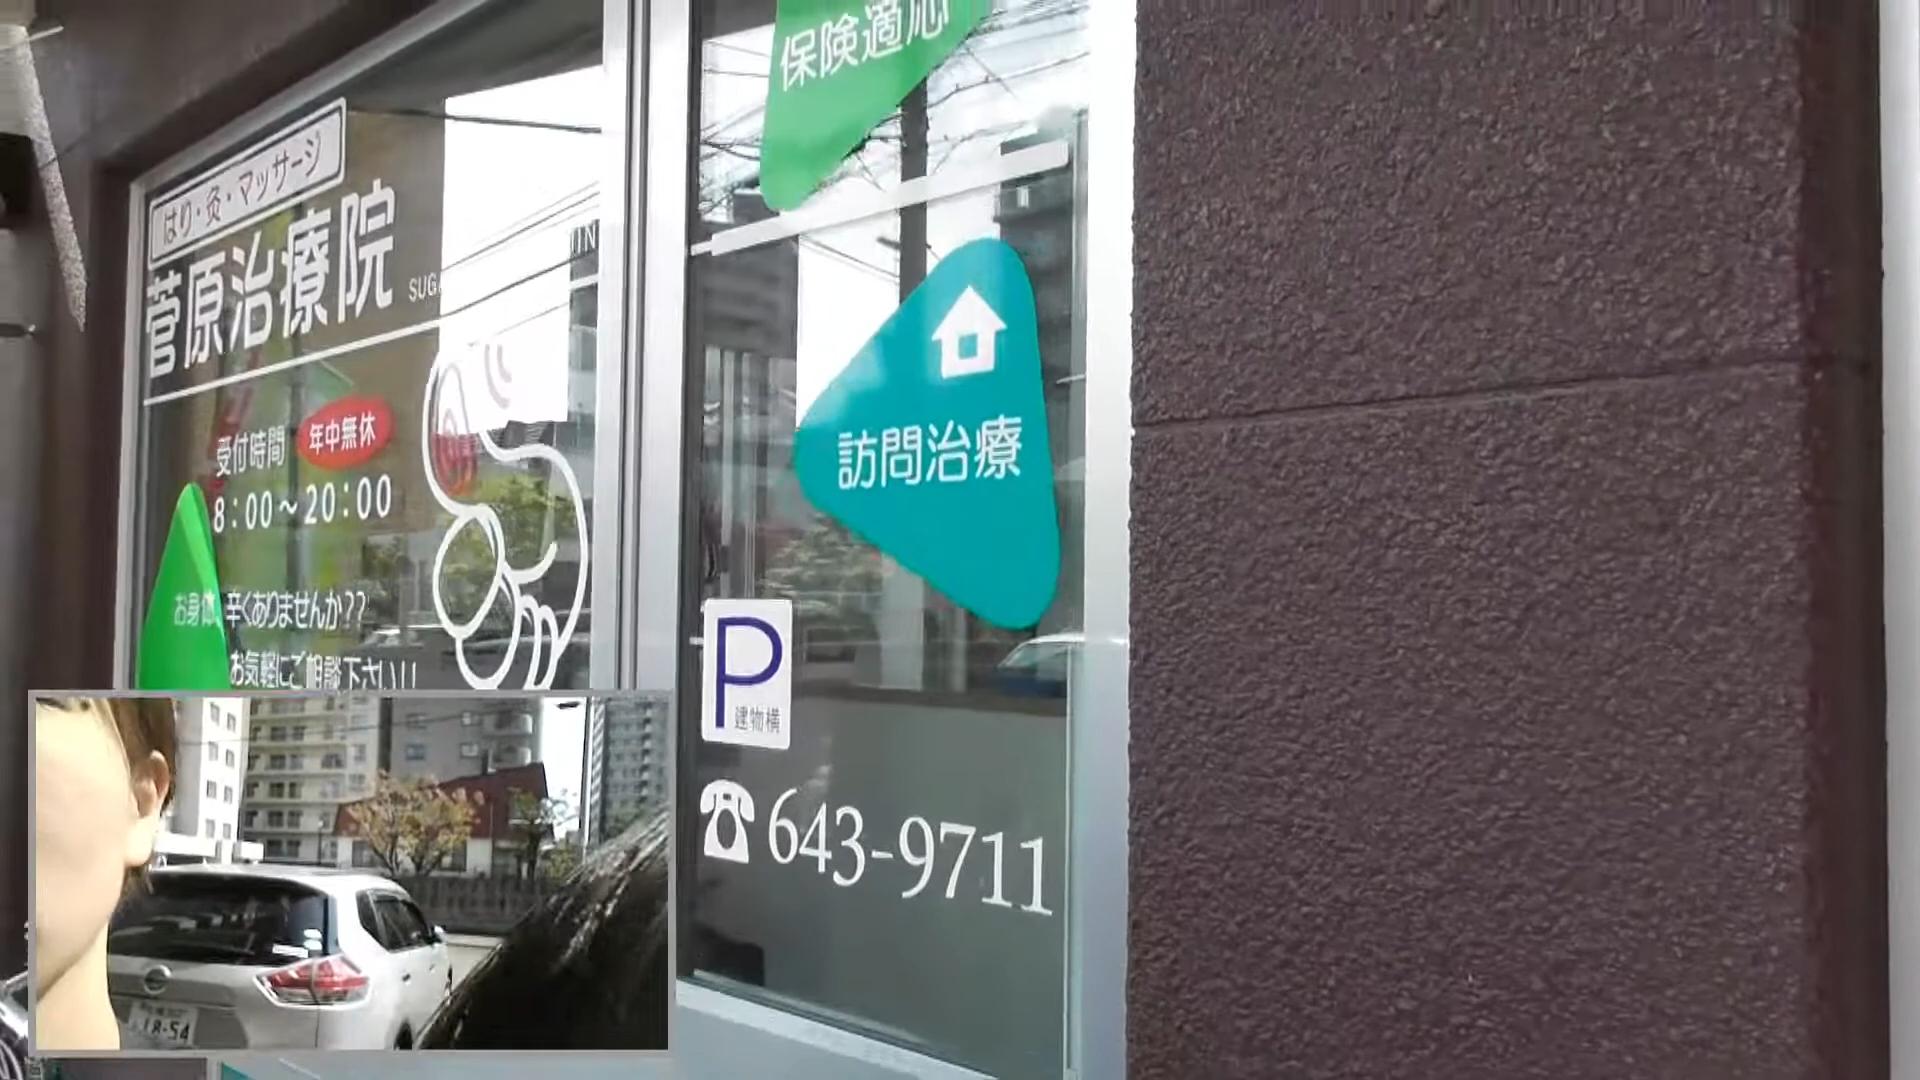 はり・灸・マッサージ
菅原治療院
受付時間 年中無休
8:00～20:00
お身体、辛くありませんか??
お気軽にご相談下さい!!
保険適応
訪問治療
P
建物横
643-9711
18-54